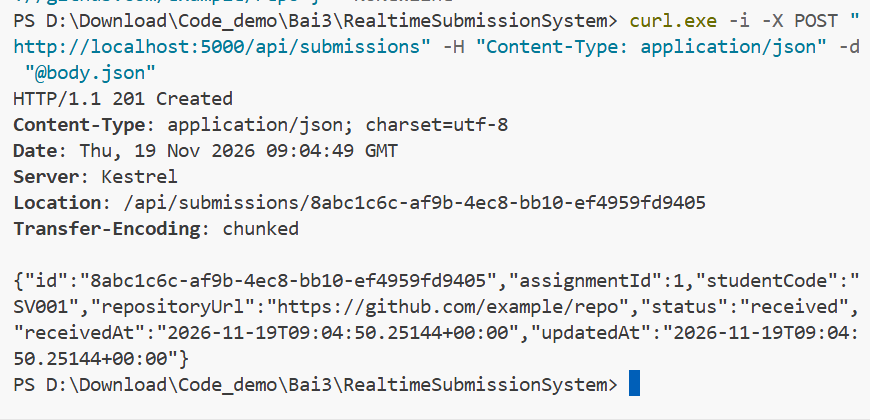 PS D:\Download\Code_demo\Bai3\RealtimeSubmissionSystem> curl.exe -i -X POST "
http://localhost:5000/api/submissions" -H "Content-Type: application/json" -d
 "@body.json"
HTTP/1.1 201 Created
Content-Type: application/json; charset=utf-8
Date: Thu, 19 Nov 2026 09:04:49 GMT
Server: Kestrel
Location: /api/submissions/8abc1c6c-af9b-4ec8-bb10-ef4959fd9405
Transfer-Encoding: chunked

{"id":"8abc1c6c-af9b-4ec8-bb10-ef4959fd9405","assignmentId":1,"studentCode":"
SV001","repositoryUrl":"https://github.com/example/repo","status":"received",
"receivedAt":"2026-11-19T09:04:50.25144+00:00","updatedAt":"2026-11-19T09:04:
50.25144+00:00"}
PS D:\Download\Code_demo\Bai3\RealtimeSubmissionSystem>